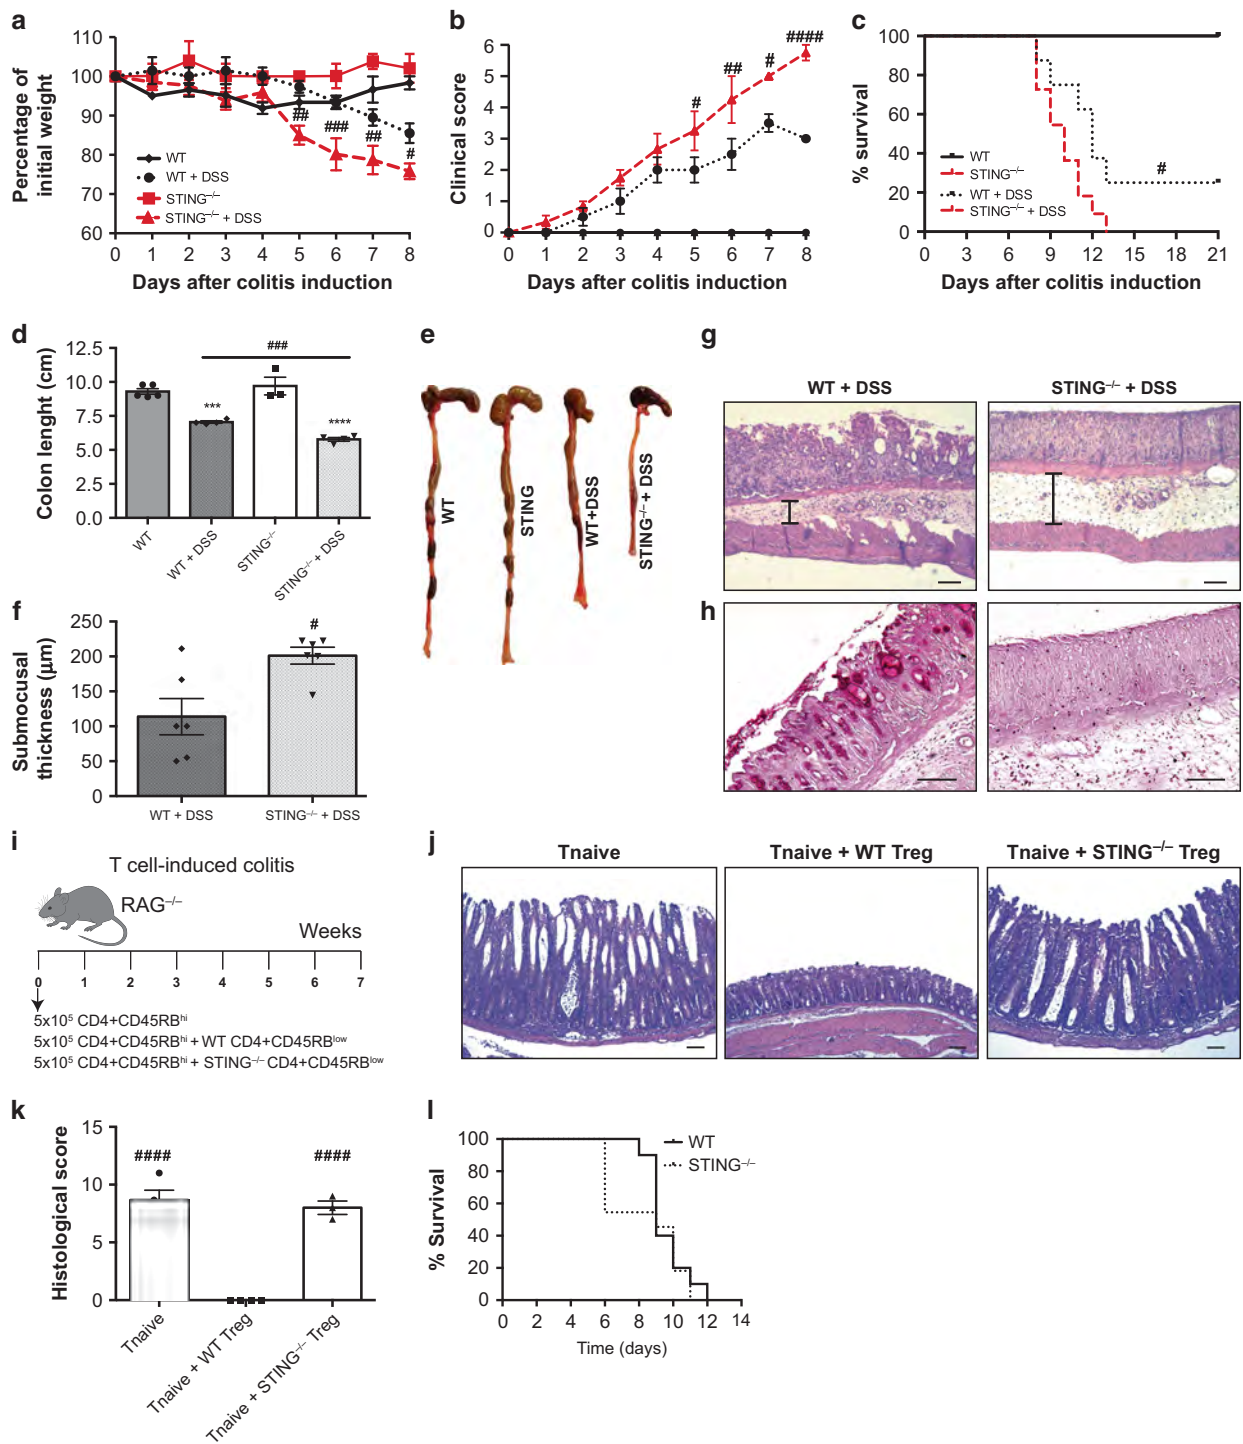 a
110
100
90
80
70
60
Percentage of
initial weight
##
###
##
#
WT
WT + DSS
STING–/–
STING–/– + DSS
0 1 2 3 4 5 6 7 8
Days after colitis induction
b
6
5
4
3
2
1
0
Clinical score
#
##
#
####
0 1 2 3 4 5 6 7 8
Days after colitis induction
c
100
80
60
40
20
0
% survival
#
WT
STING–/–
WT + DSS
STING–/– + DSS
0 3 6 9 12 15 18 21
Days after colitis induction
d
12.5
10.0
7.5
5.0
2.5
0.0
Colon lenght (cm)
###
***
****
WT
WT + DSS
STING–/–
STING–/– + DSS
e
WT
STING
WT+DSS
STING–/– + DSS
f
250
200
150
100
50
0
Submocusal
thickness (µm)
#
WT + DSS
STING–/– + DSS
g
WT + DSS
STING–/– + DSS
h
i
T cell-induced colitis
RAG–/–
Weeks
0 1 2 3 4 5 6 7
5x10⁵ CD4+CD45RBhi
5x10⁵ CD4+CD45RBhi + WT CD4+CD45RBlow
5x10⁵ CD4+CD45RBhi + STING–/– CD4+CD45RBlow
j
Tnaive
Tnaive + WT Treg
Tnaive + STING–/– Treg
k
15
10
5
0
Histological score
####
####
Tnaive
Tnaive + WT Treg
Tnaive + STING–/– Treg
l
100
80
60
40
20
0
% Survival
WT
STING–/–
0 2 4 6 8 10 12 14
Time (days)